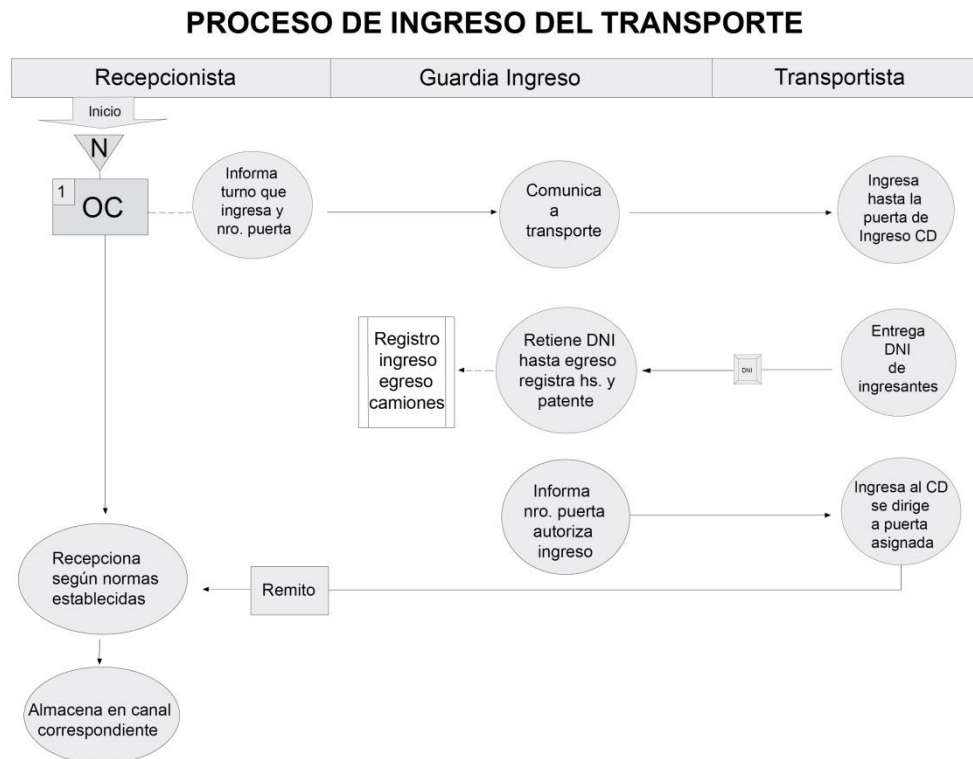 PROCESO DE INGRESO DEL TRANSPORTE
Recepcionista
Guardia Ingreso
Transportista
Inicio
N
1
OC
Informa
turno que
ingresa y
nro. puerta
Comunica
a
transporte
Ingresa
hasta la
puerta de
Ingreso CD
Registro
ingreso
egreso
camiones
Retiene DNI
hasta egreso
registra hs. y
patente
DNI
Entrega
DNI
de
ingresantes
Informa
nro. puerta
autoriza
ingreso
Ingresa al CD
se dirige
a puerta
asignada
Recepciona
según normas
establecidas
Remito
Almacena en canal
correspondiente